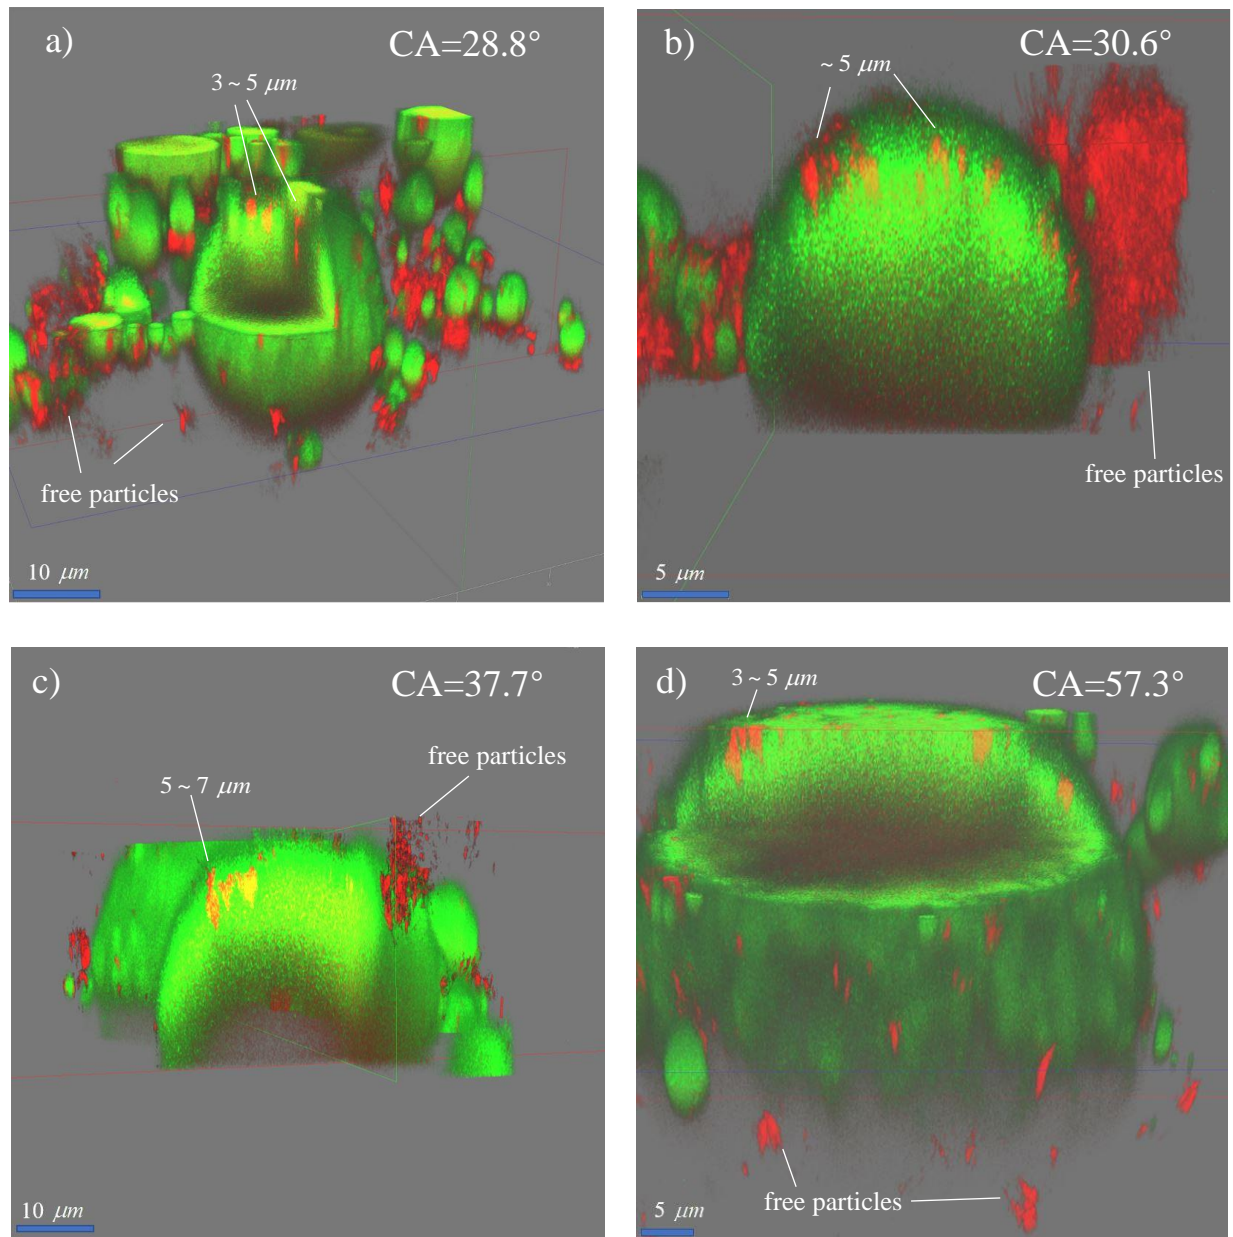 a)
CA=28.8°
3 ~ 5 μm
free particles
10 μm
b)
CA=30.6°
~ 5 μm
free particles
5 μm
c)
CA=37.7°
free particles
5 ~ 7 μm
10 μm
d)
CA=57.3°
3 ~ 5 μm
free particles
5 μm